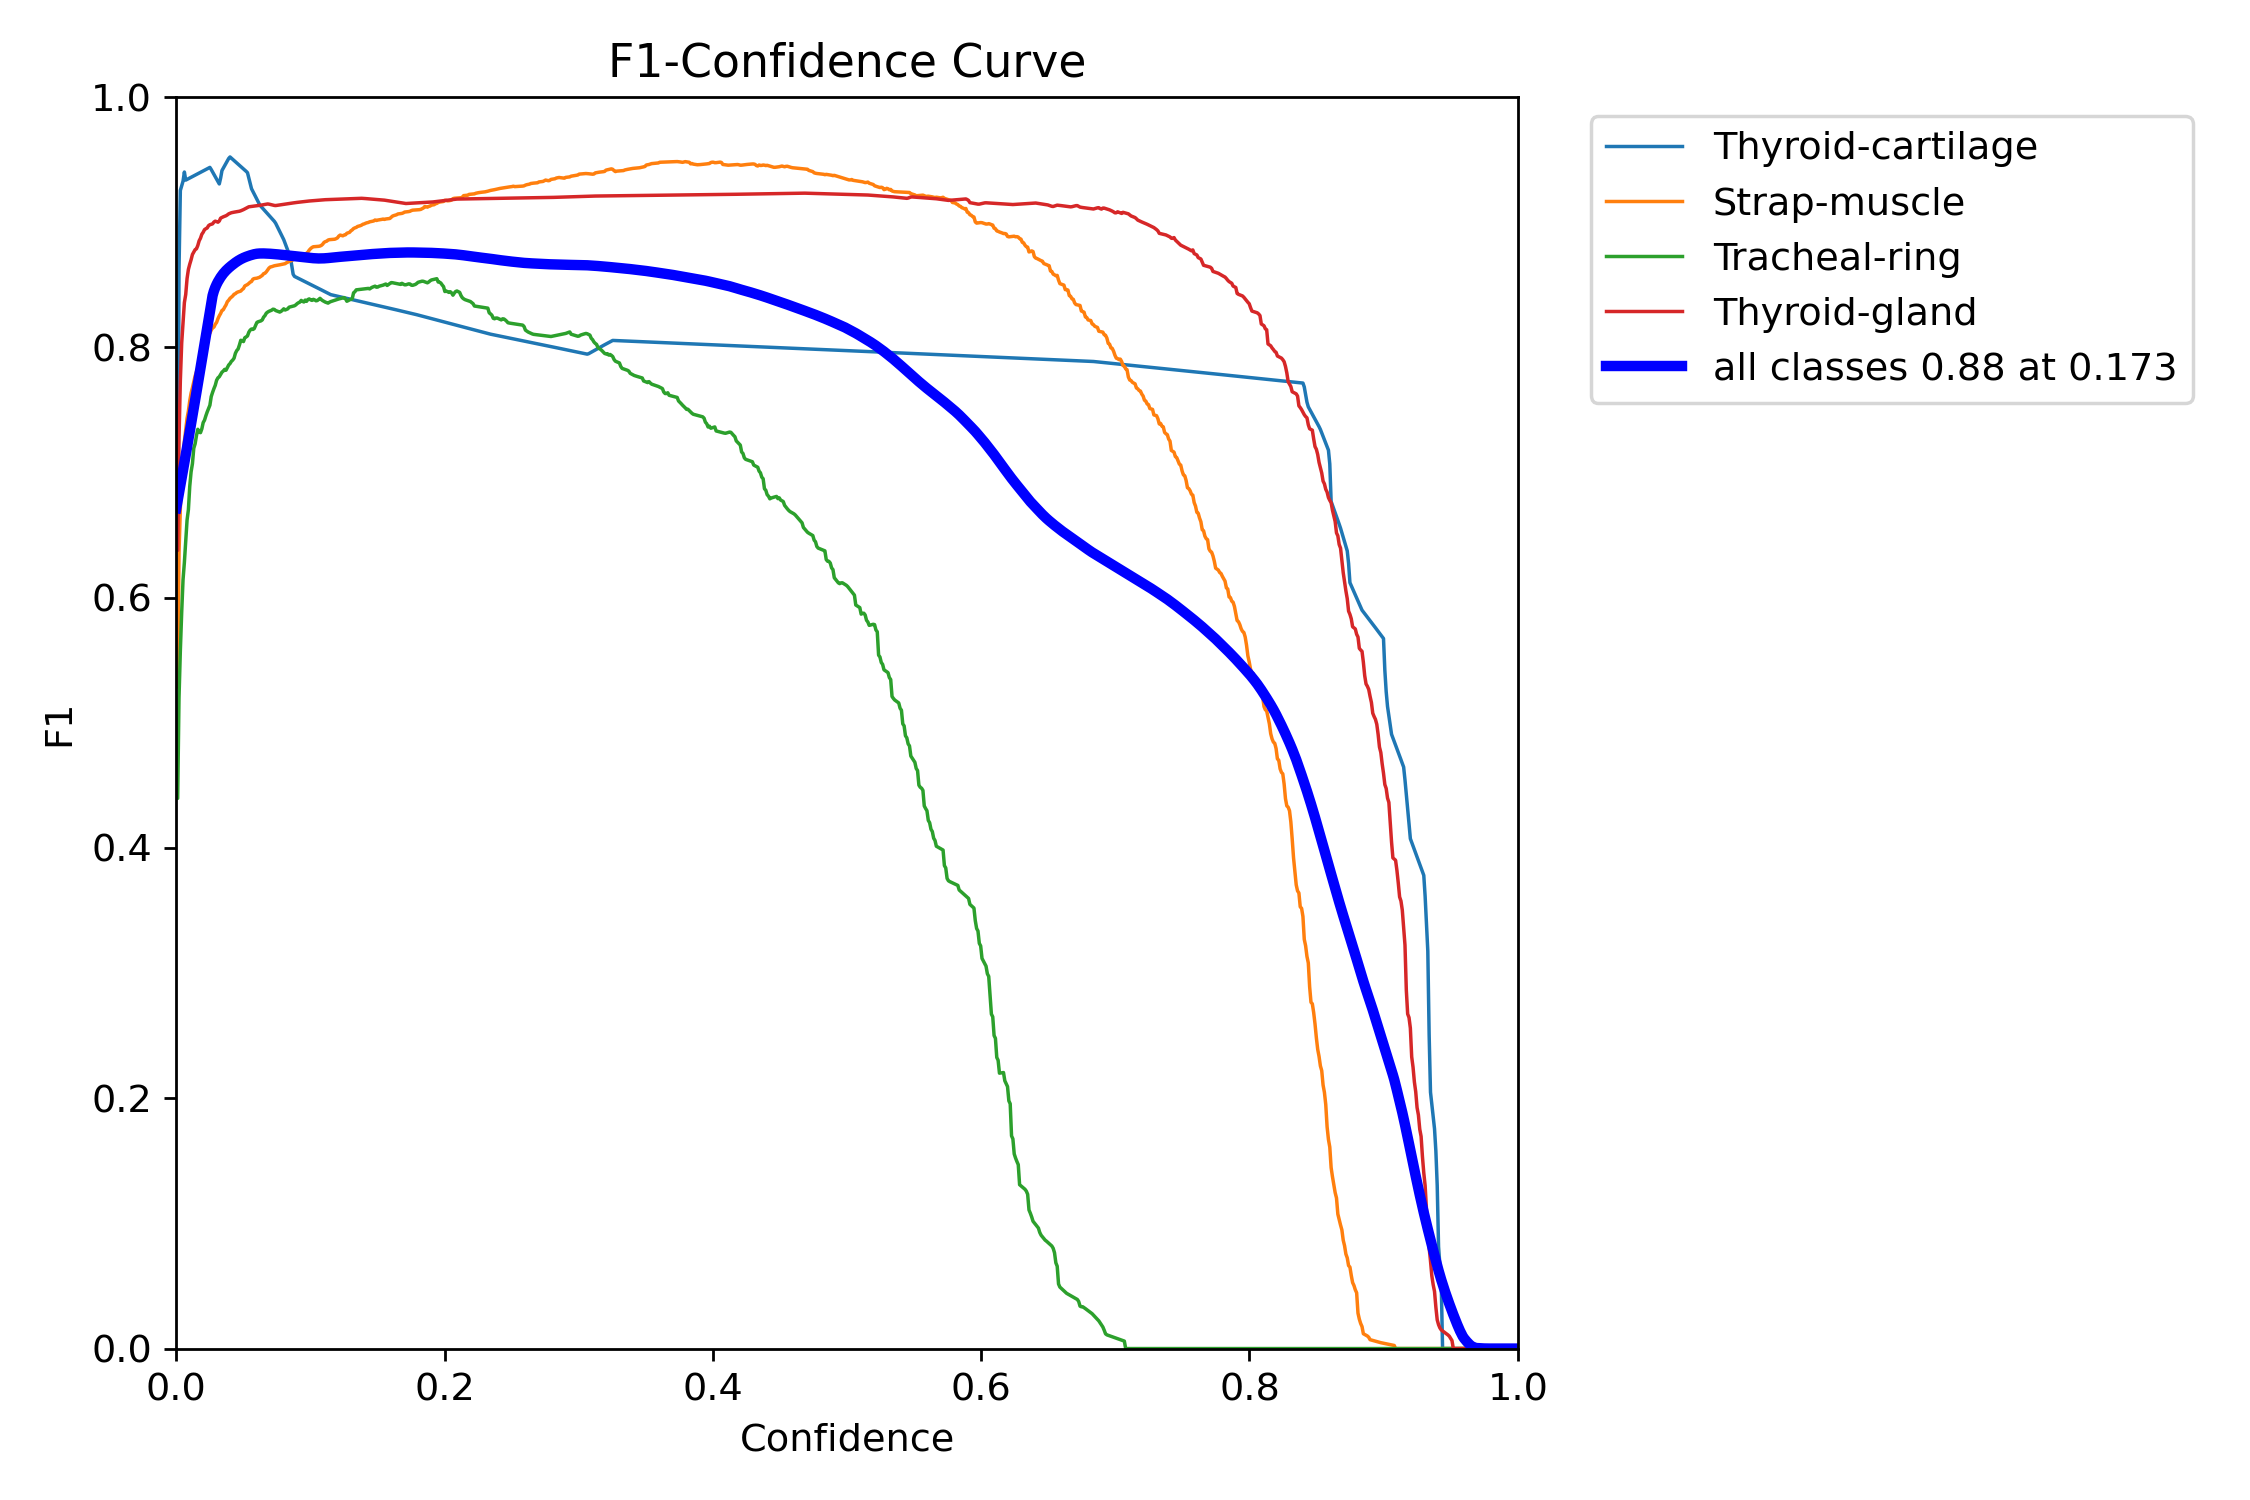 F1-Confidence Curve
1.0
0.8
0.6
0.4
0.2
0.0
F1
0.0 0.2 0.4 0.6 0.8 1.0
Confidence
Thyroid-cartilage
Strap-muscle
Tracheal-ring
Thyroid-gland
all classes 0.88 at 0.173